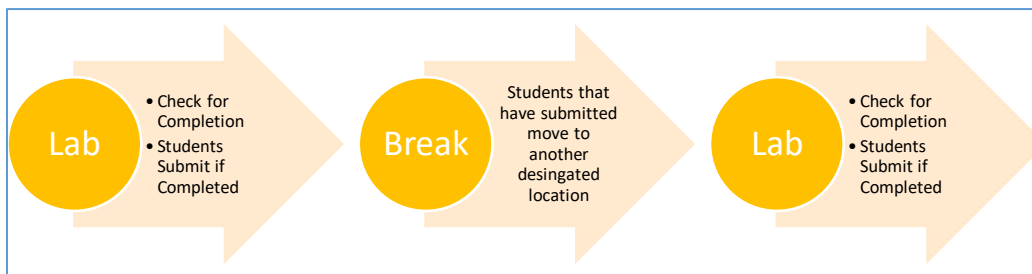 Lab
• Check for
Completion
• Students
Submit if
Completed
Break
Students that
have submitted
move to
another
desingated
location
Lab
• Check for
Completion
• Students
Submit if
Completed